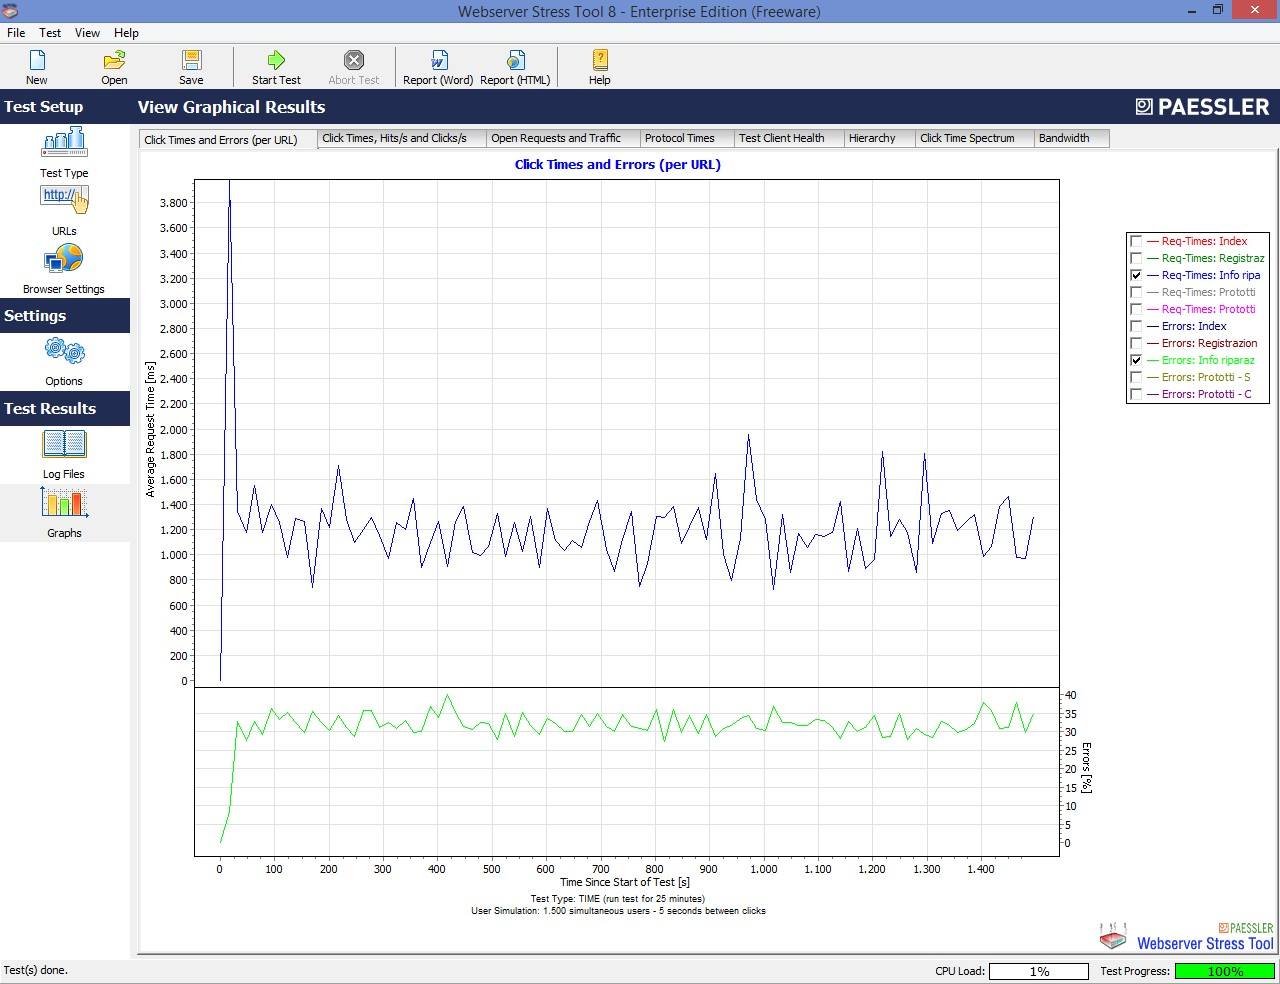 Webserver Stress Tool 8 - Enterprise Edition (Freeware)
File Test View Help
New Open Save Start Test Abort Test Report (Word) Report (HTML) Help
Test Setup
View Graphical Results
PAESSLER
Test Type
http://
URLs
Browser Settings
Settings
Options
Test Results
Log Files
Graphs
Click Times and Errors (per URL) Click Times, Hits/s and Clicks/s Open Requests and Traffic Protocol Times Test Client Health Hierarchy Click Time Spectrum Bandwidth
Click Times and Errors (per URL)
Average Request Time [ms]
3.800
3.600
3.400
3.200
3.000
2.800
2.600
2.400
2.200
2.000
1.800
1.600
1.400
1.200
1.000
800
600
400
200
0
Req-Times: Index
Req-Times: Registraz
Req-Times: Info ripa
Req-Times: Prototti
Req-Times: Prototti
Errors: Index
Errors: Registrazion
Errors: Info riparaz
Errors: Prototti - S
Errors: Prototti - C
40
35
30
25
20
15
10
5
0
Errors [%]
0 100 200 300 400 500 600 700 800 900 1.000 1.100 1.200 1.300 1.400
Time Since Start of Test [s]
Test Type: TIME (run test for 25 minutes)
User Simulation: 1.500 simultaneous users - 5 seconds between clicks
PAESSLER
Webserver Stress Tool
Test(s) done.
CPU Load: 1% Test Progress: 100%